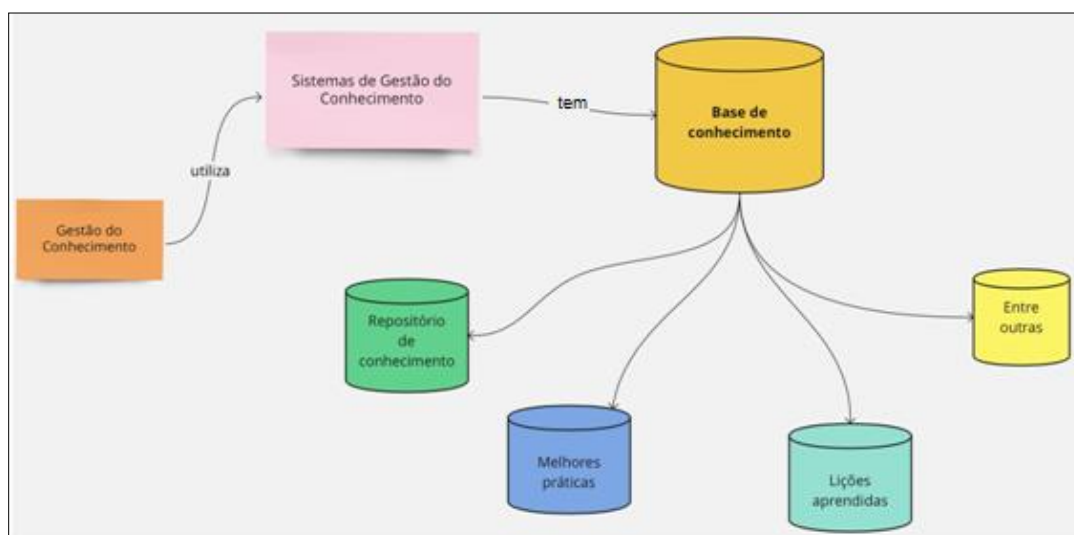 Sistemas de Gestão do
Conhecimento
tem
Base de
conhecimento
utiliza
Gestão do
Conhecimento
Repositório
de
conhecimento
Entre
outras
Melhores
práticas
Lições
aprendidas